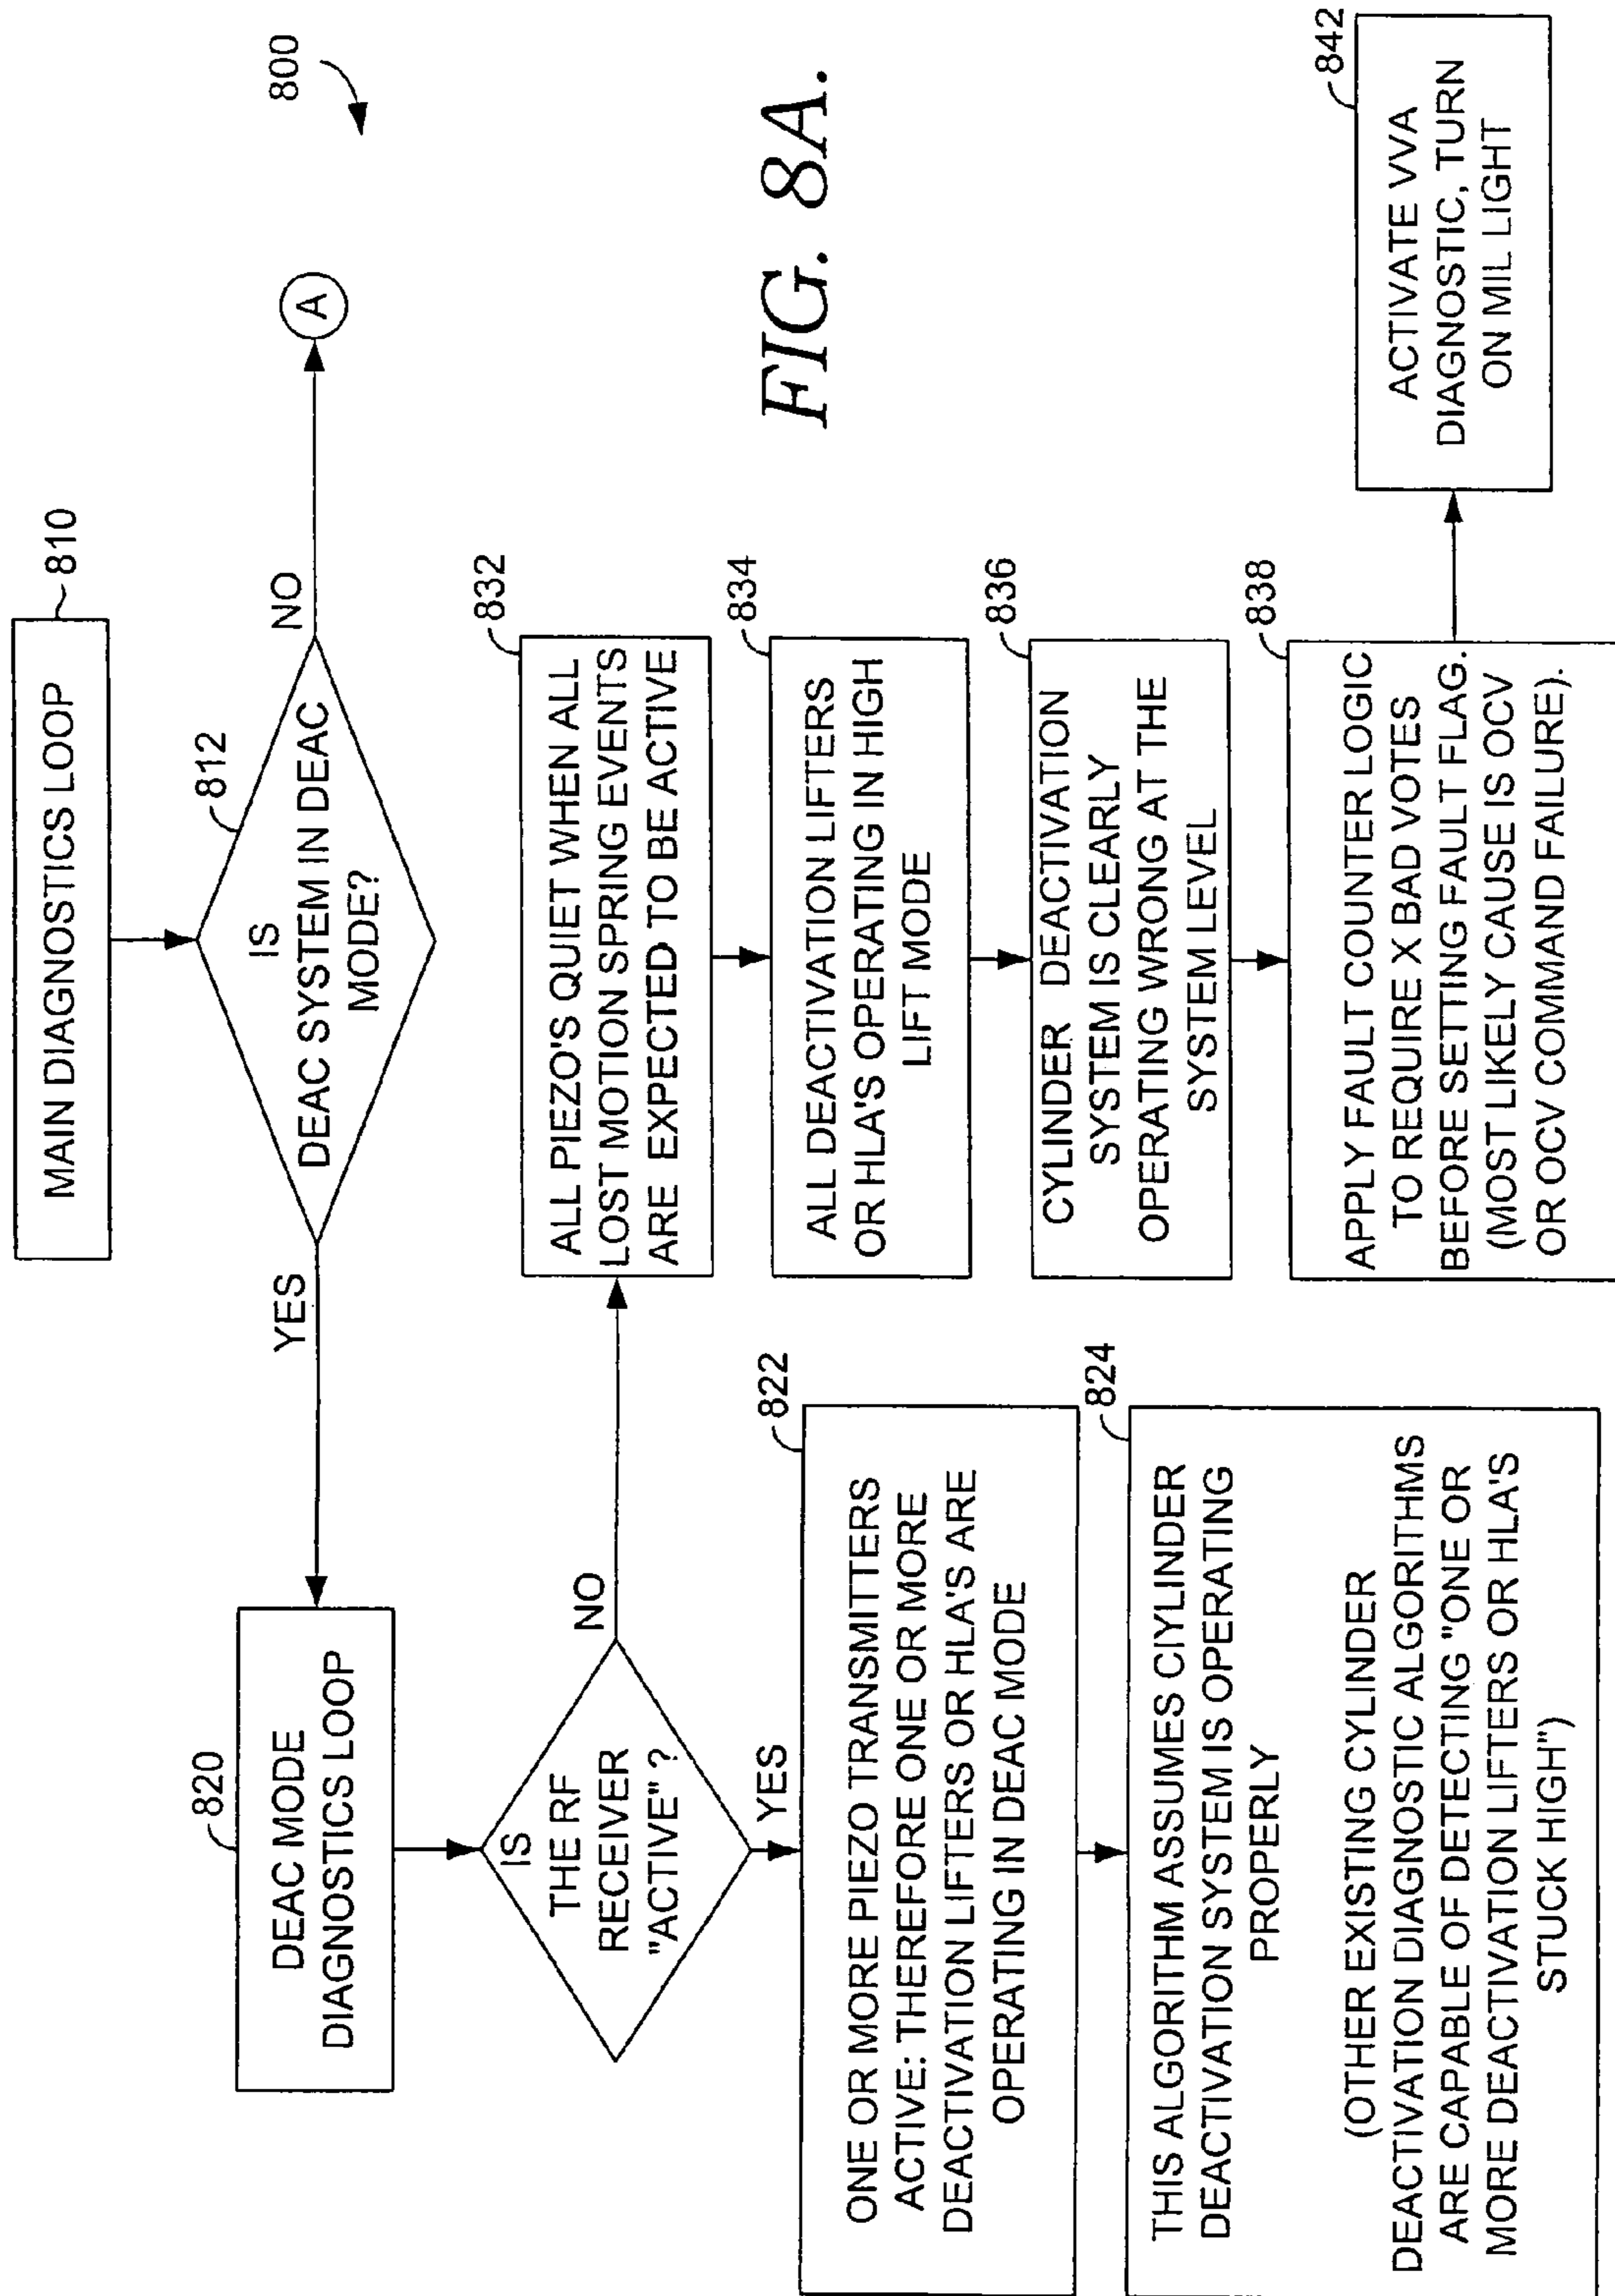 800
MAIN DIAGNOSTICS LOOP
810
IS
DEAC SYSTEM IN DEAC
MODE?
812
YES
NO
A
820
DEAC MODE
DIAGNOSTICS LOOP
IS
THE RF
RECEIVER
"ACTIVE" ?
NO
YES
822
ONE OR MORE PIEZO TRANSMITTERS
ACTIVE: THEREFORE ONE OR MORE
DEACTIVATION LIFTERS OR HLA'S ARE
OPERATING IN DEAC MODE
824
THIS ALGORITHM ASSUMES CIYLINDER
DEACTIVATION SYSTEM IS OPERATING
PROPERLY
(OTHER EXISTING CYLINDER
DEACTIVATION DIAGNOSTIC ALGORITHMS
ARE CAPABLE OF DETECTING "ONE OR
MORE DEACTIVATION LIFTERS OR HLA'S
STUCK HIGH")
832
ALL PIEZO'S QUIET WHEN ALL
LOST MOTION SPRING EVENTS
ARE EXPECTED TO BE ACTIVE
834
ALL DEACTIVATION LIFTERS
OR HLA'S OPERATING IN HIGH
LIFT MODE
836
CYLINDER DEACTIVATION
SYSTEM IS CLEARLY
OPERATING WRONG AT THE
SYSTEM LEVEL
838
APPLY FAULT COUNTER LOGIC
TO REQUIRE X BAD VOTES
BEFORE SETTING FAULT FLAG.
(MOST LIKELY CAUSE IS OCV
OR OCV COMMAND FAILURE).
842
ACTIVATE VVA
DIAGNOSTIC, TURN
ON MIL LIGHT
FIG. 8A.